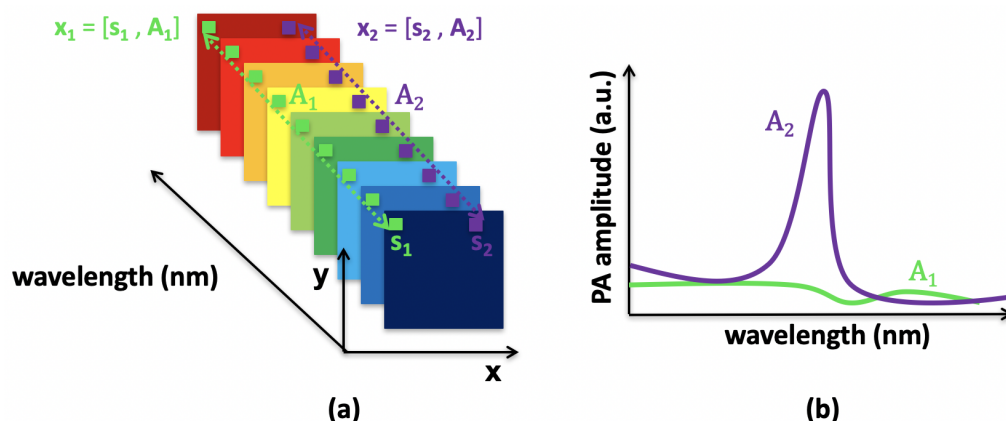 x₁ = [s₁ , A₁]
x₂ = [s₂ , A₂]
A₁
A₂
s₁
s₂
wavelength (nm)
y
x
(a)
PA amplitude (a.u.)
A₂
A₁
wavelength (nm)
(b)